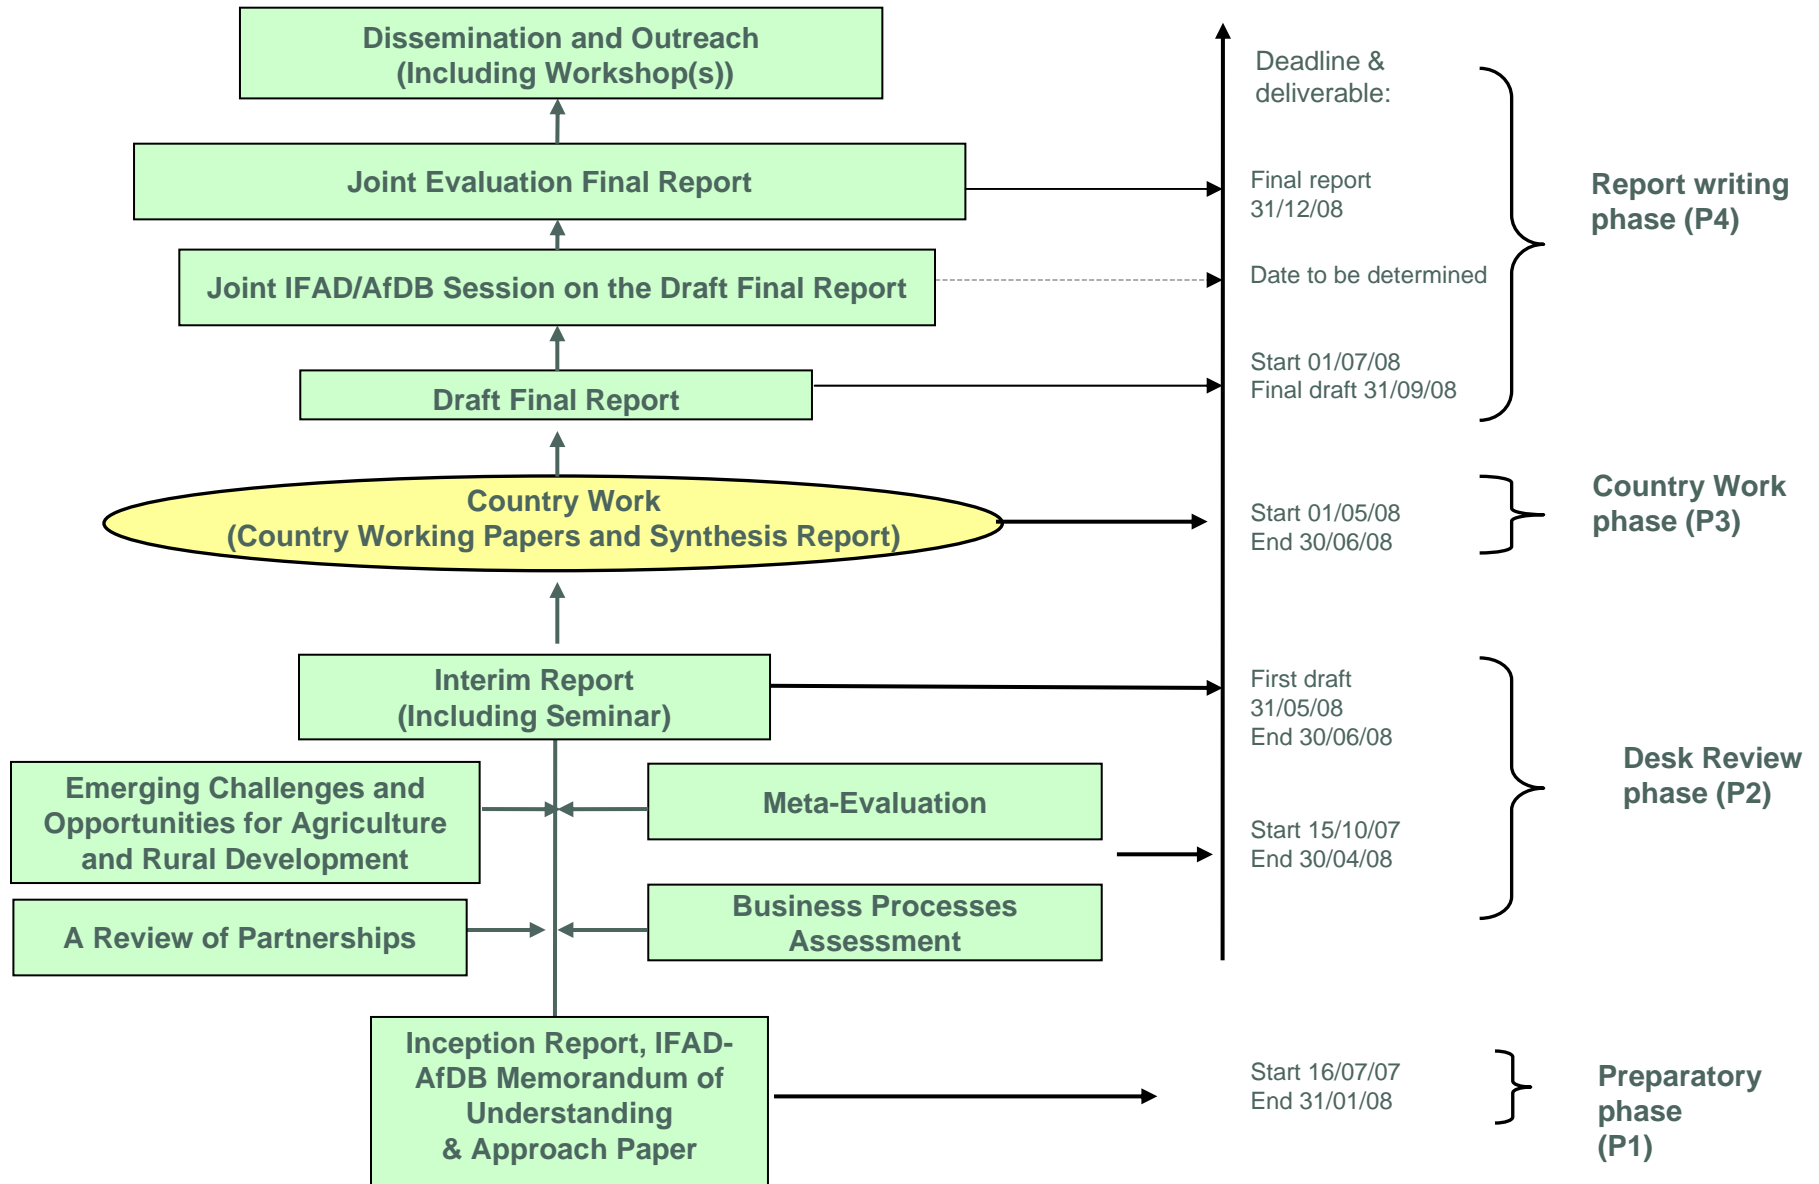 Dissemination and Outreach
(Including Workshop(s))
Deadline &
deliverable:
Joint Evaluation Final Report
Final report
31/12/08
Report writing
phase (P4)
Joint IFAD/AfDB Session on the Draft Final Report
Date to be determined
Draft Final Report
Start 01/07/08
Final draft 31/09/08
Country Work
(Country Working Papers and Synthesis Report)
Start 01/05/08
End 30/06/08
Country Work
phase (P3)
Interim Report
(Including Seminar)
First draft
31/05/08
End 30/06/08
Emerging Challenges and
Opportunities for Agriculture
and Rural Development
Meta-Evaluation
Desk Review
phase (P2)
Start 15/10/07
End 30/04/08
A Review of Partnerships
Business Processes
Assessment
Inception Report, IFAD-
AfDB Memorandum of
Understanding
& Approach Paper
Start 16/07/07
End 31/01/08
Preparatory
phase
(P1)